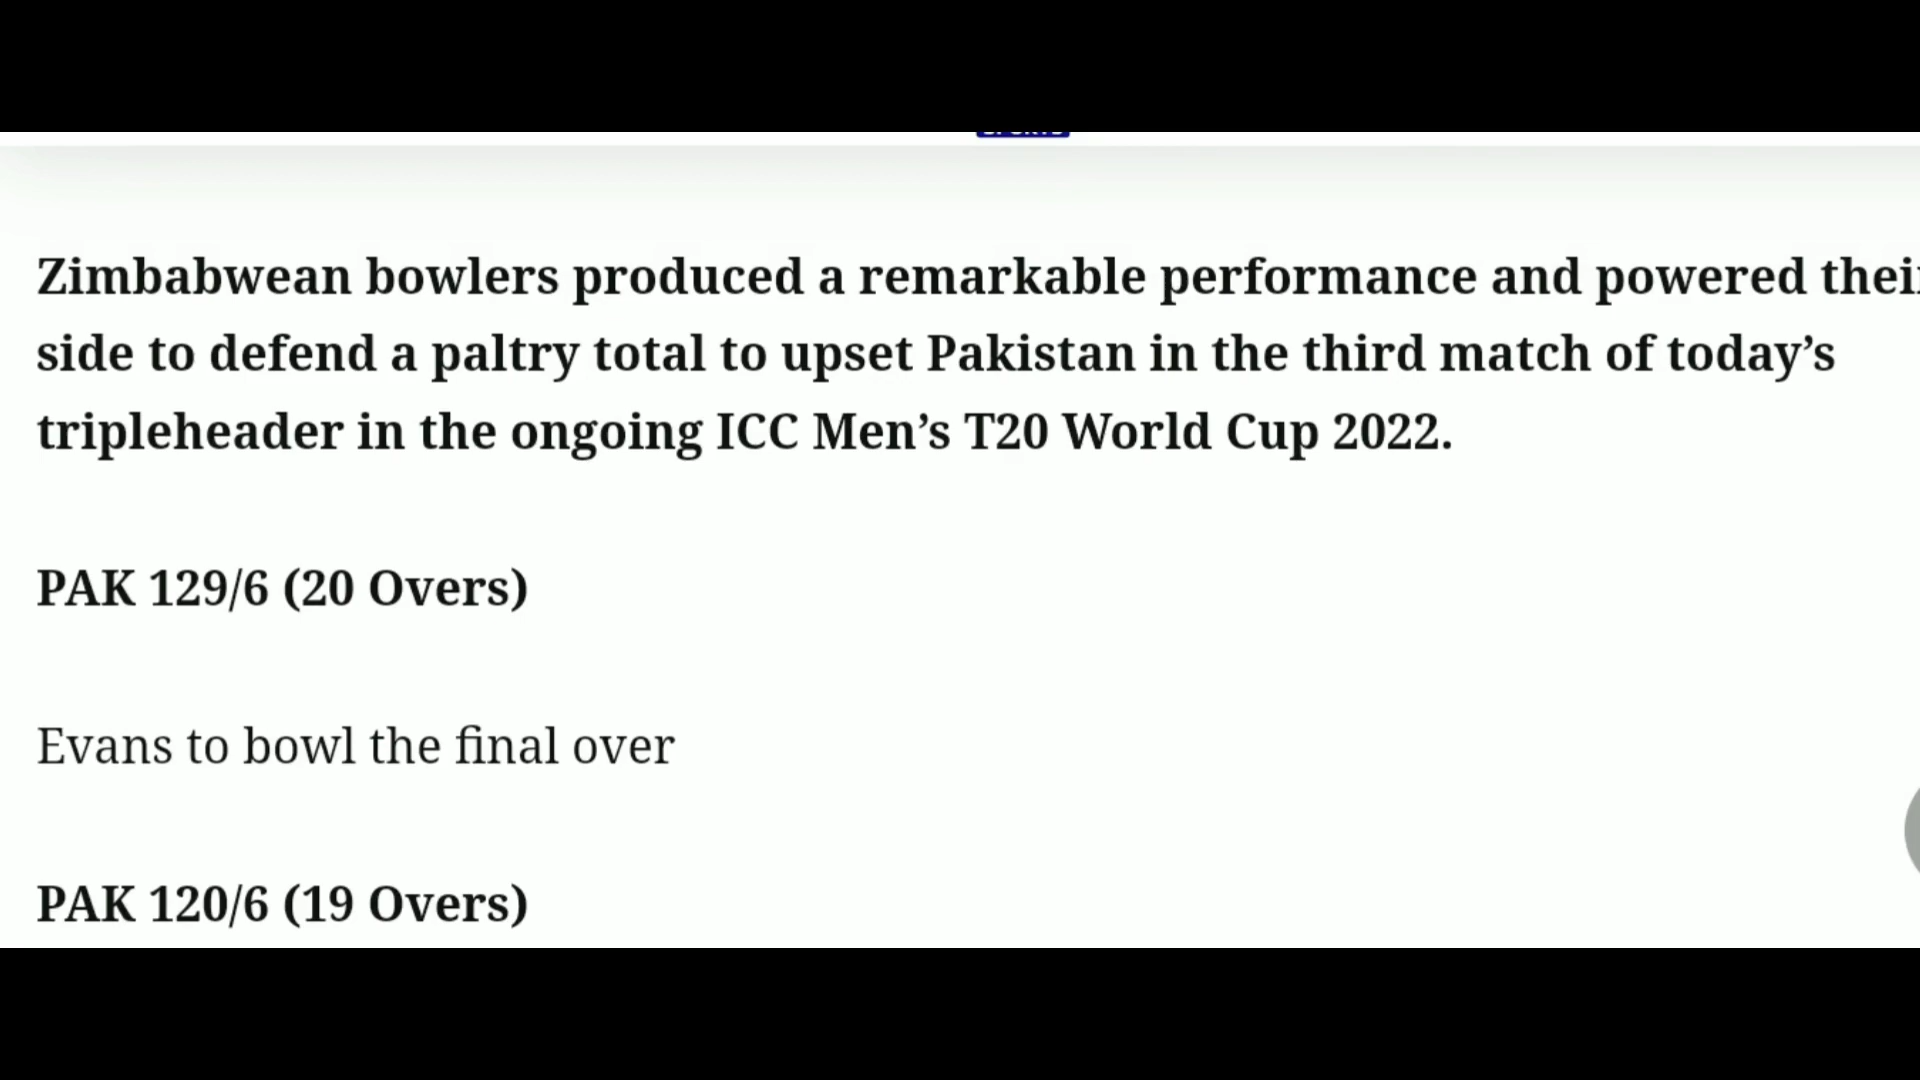 Zimbabwean bowlers produced a remarkable performance and powered their
side to defend a paltry total to upset Pakistan in the third match of today’s
tripleheader in the ongoing ICC Men’s T20 World Cup 2022.
PAK 129/6 (20 Overs)
Evans to bowl the final over
PAK 120/6 (19 Overs)